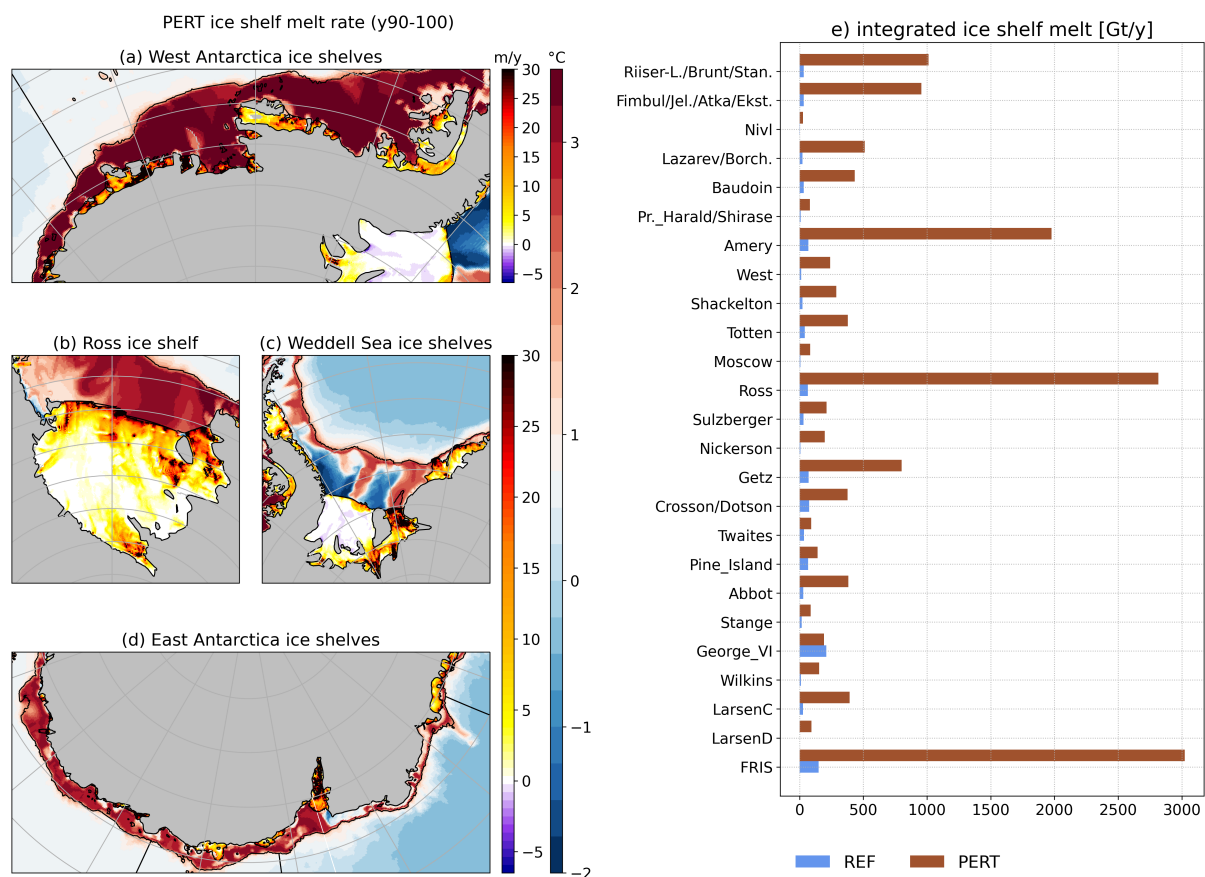 PERT ice shelf melt rate (y90-100)
(a) West Antarctica ice shelves
m/y
°C
30
25
20
15
10
5
0
−5
3
2
1
0
−1
−2
(b) Ross ice shelf
(c) Weddell Sea ice shelves
30
25
20
15
10
5
0
−5
(d) East Antarctica ice shelves
e) integrated ice shelf melt [Gt/y]
Riiser-L./Brunt/Stan.
Fimbul/Jel./Atka/Ekst.
Nivl
Lazarev/Borch.
Baudoin
Pr._Harald/Shirase
Amery
West
Shackelton
Totten
Moscow
Ross
Sulzberger
Nickerson
Getz
Crosson/Dotson
Twaites
Pine_Island
Abbot
Stange
George_VI
Wilkins
LarsenC
LarsenD
FRIS
0 500 1000 1500 2000 2500 3000
REF PERT